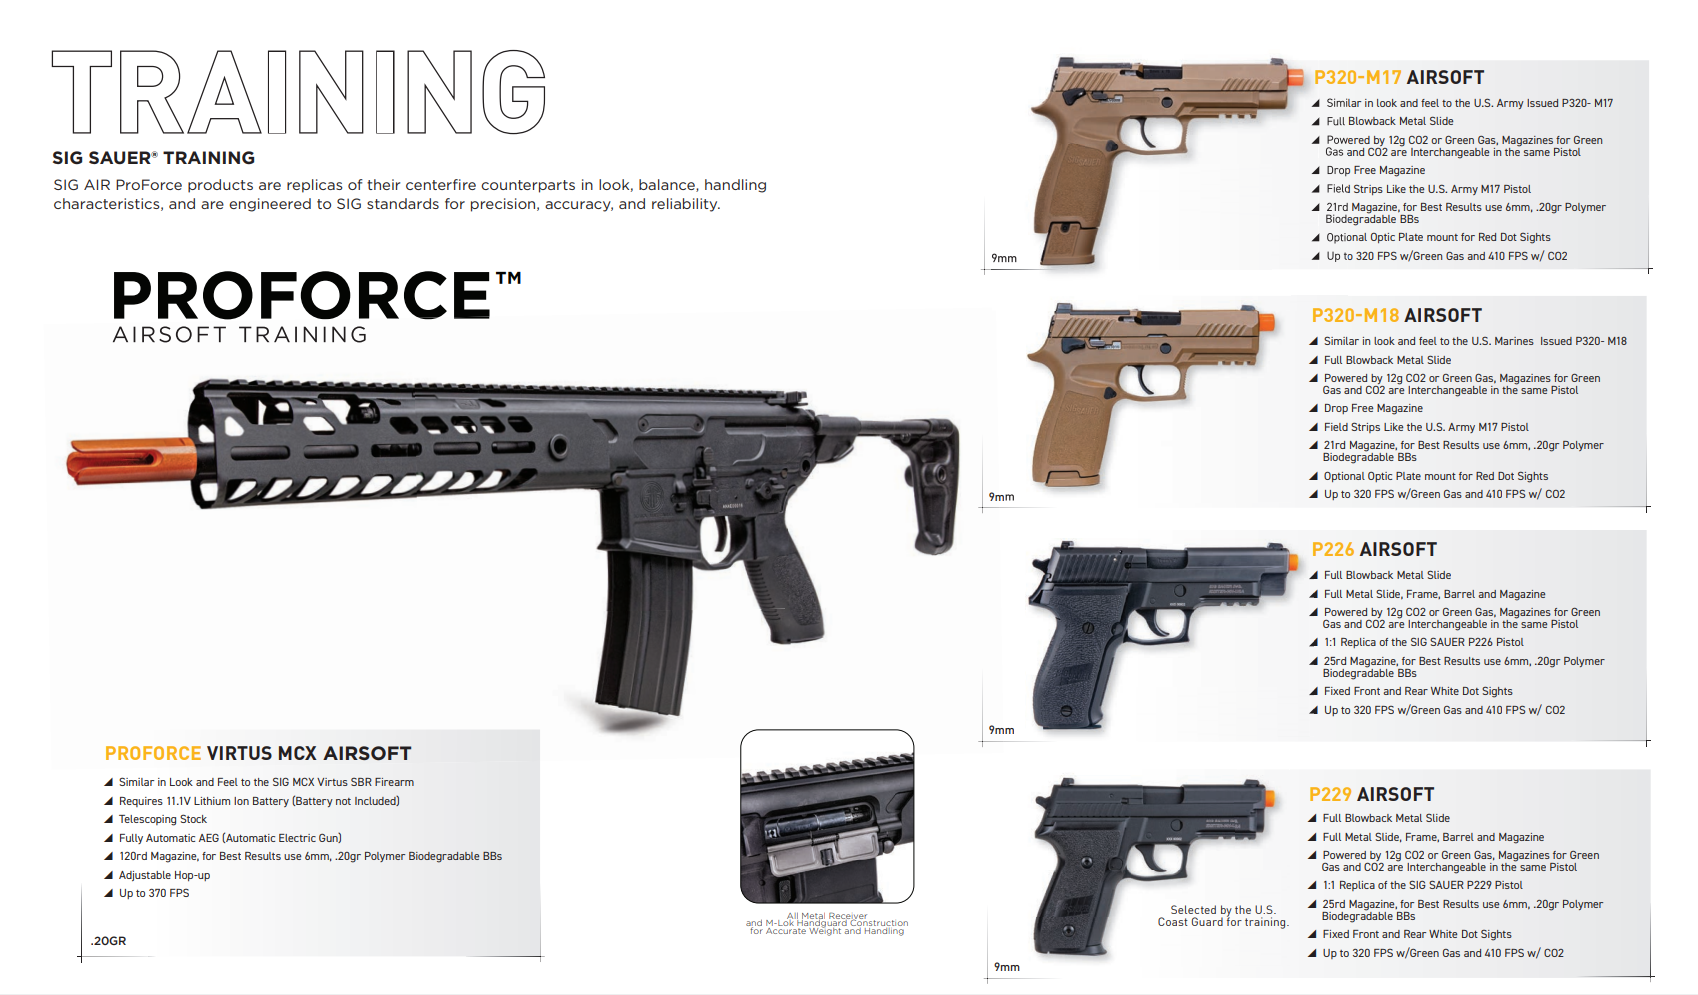 TRAINING
SIG SAUER® TRAINING
SIG AIR ProForce products are replicas of their centerfire counterparts in look, balance, handling
characteristics, and are engineered to SIG standards for precision, accuracy, and reliability.
PROFORCE™
AIRSOFT TRAINING
PROFORCE VIRTUS MCX AIRSOFT
Similar in Look and Feel to the SIG MCX Virtus SBR Firearm
Requires 11.1V Lithium Ion Battery (Battery not Included)
Telescoping Stock
Fully Automatic AEG (Automatic Electric Gun)
120rd Magazine, for Best Results use 6mm, .20gr Polymer Biodegradable BBs
Adjustable Hop-up
Up to 370 FPS
.20GR
All Metal Receiver
and M-Lok Handguard Construction
for Accurate Weight and Handling
P320-M17 AIRSOFT
Similar in look and feel to the U.S. Army Issued P320- M17
Full Blowback Metal Slide
Powered by 12g CO2 or Green Gas, Magazines for Green
Gas and CO2 are Interchangeable in the same Pistol
Drop Free Magazine
Field Strips Like the U.S. Army M17 Pistol
21rd Magazine, for Best Results use 6mm, .20gr Polymer
Biodegradable BBs
Optional Optic Plate mount for Red Dot Sights
Up to 320 FPS w/Green Gas and 410 FPS w/ CO2
9mm
P320-M18 AIRSOFT
Similar in look and feel to the U.S. Marines Issued P320- M18
Full Blowback Metal Slide
Powered by 12g CO2 or Green Gas, Magazines for Green
Gas and CO2 are Interchangeable in the same Pistol
Drop Free Magazine
Field Strips Like the U.S. Army M17 Pistol
21rd Magazine, for Best Results use 6mm, .20gr Polymer
Biodegradable BBs
Optional Optic Plate mount for Red Dot Sights
Up to 320 FPS w/Green Gas and 410 FPS w/ CO2
9mm
P226 AIRSOFT
Full Blowback Metal Slide
Full Metal Slide, Frame, Barrel and Magazine
Powered by 12g CO2 or Green Gas, Magazines for Green
Gas and CO2 are Interchangeable in the same Pistol
1:1 Replica of the SIG SAUER P226 Pistol
25rd Magazine, for Best Results use 6mm, .20gr Polymer
Biodegradable BBs
Fixed Front and Rear White Dot Sights
Up to 320 FPS w/Green Gas and 410 FPS w/ CO2
9mm
P229 AIRSOFT
Full Blowback Metal Slide
Full Metal Slide, Frame, Barrel and Magazine
Powered by 12g CO2 or Green Gas, Magazines for Green
Gas and CO2 are Interchangeable in the same Pistol
1:1 Replica of the SIG SAUER P229 Pistol
25rd Magazine, for Best Results use 6mm, .20gr Polymer
Biodegradable BBs
Fixed Front and Rear White Dot Sights
Up to 320 FPS w/Green Gas and 410 FPS w/ CO2
Selected by the U.S.
Coast Guard for training.
9mm